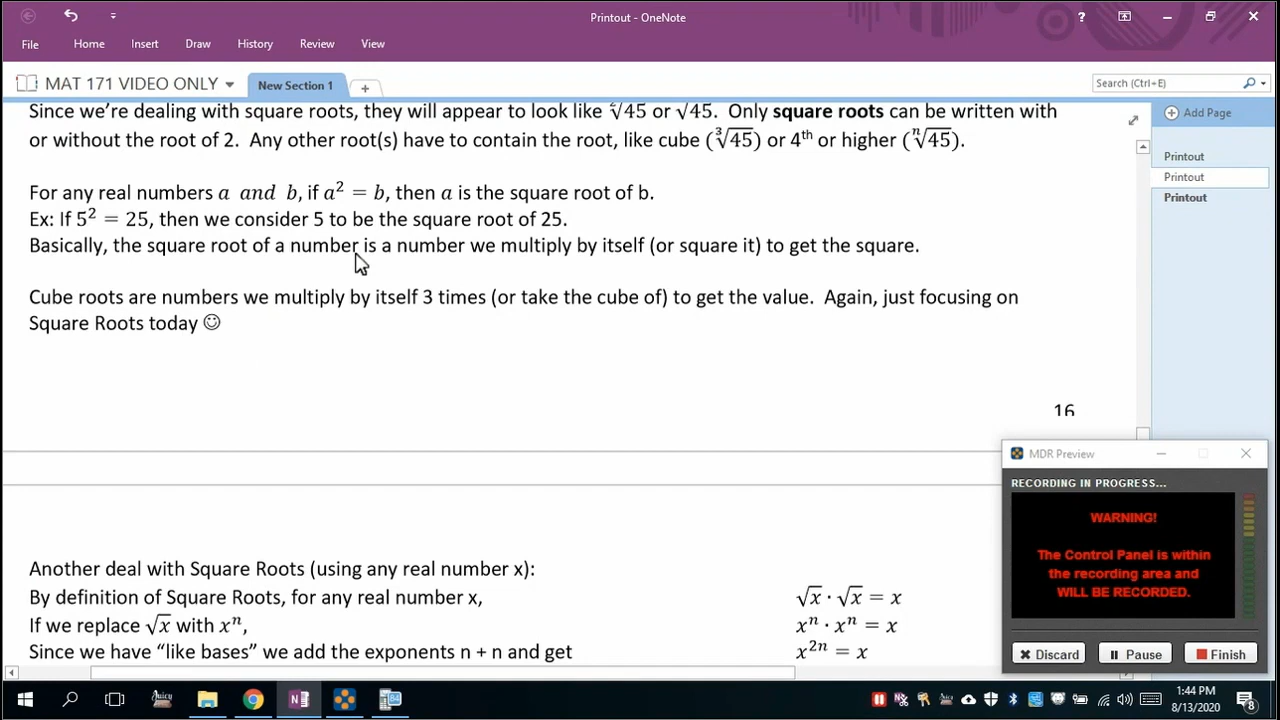 Printout - OneNote
?
File Home Insert Draw History Review View
MAT 171 VIDEO ONLY New Section 1 + Search (Ctrl+E)
Add Page
Printout
Printout
Printout
Since we’re dealing with square roots, they will appear to look like ²√45 or √45. Only square roots can be written with
or without the root of 2. Any other root(s) have to contain the root, like cube (∛45) or 4th or higher (ⁿ√45).
For any real numbers a and b, if a² = b, then a is the square root of b.
Ex: If 5² = 25, then we consider 5 to be the square root of 25.
Basically, the square root of a number is a number we multiply by itself (or square it) to get the square.
Cube roots are numbers we multiply by itself 3 times (or take the cube of) to get the value. Again, just focusing on
Square Roots today ☺
16
Another deal with Square Roots (using any real number x):
By definition of Square Roots, for any real number x, √x · √x = x
If we replace √x with xⁿ, xⁿ · xⁿ = x
Since we have “like bases” we add the exponents n + n and get x²ⁿ = x
MDR Preview
RECORDING IN PROGRESS...
WARNING!
The Control Panel is within
the recording area and
WILL BE RECORDED.
Discard Pause Finish
Juicy
1:44 PM
8/13/2020
8